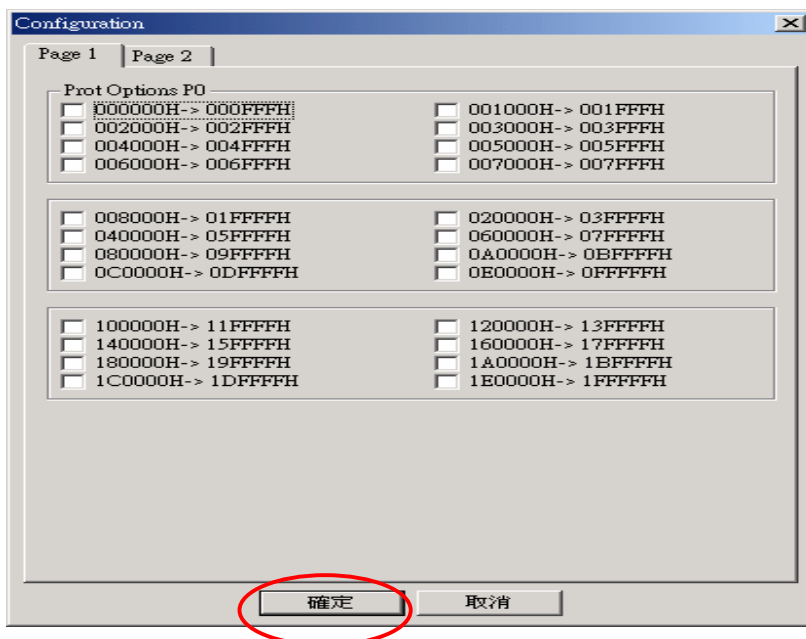 Configuration
Page 1 Page 2
Prot Options P0
000000H-> 000FFFH 001000H-> 001FFFH
002000H-> 002FFFH 003000H-> 003FFFH
004000H-> 004FFFH 005000H-> 005FFFH
006000H-> 006FFFH 007000H-> 007FFFH
008000H-> 01FFFFH 020000H-> 03FFFFH
040000H-> 05FFFFH 060000H-> 07FFFFH
080000H-> 09FFFFH 0A0000H-> 0BFFFFH
0C0000H-> 0DFFFFH 0E0000H-> 0FFFFFH
100000H-> 11FFFFH 120000H-> 13FFFFH
140000H-> 15FFFFH 160000H-> 17FFFFH
180000H-> 19FFFFH 1A0000H-> 1BFFFFH
1C0000H-> 1DFFFFH 1E0000H-> 1FFFFFH
確定 取消